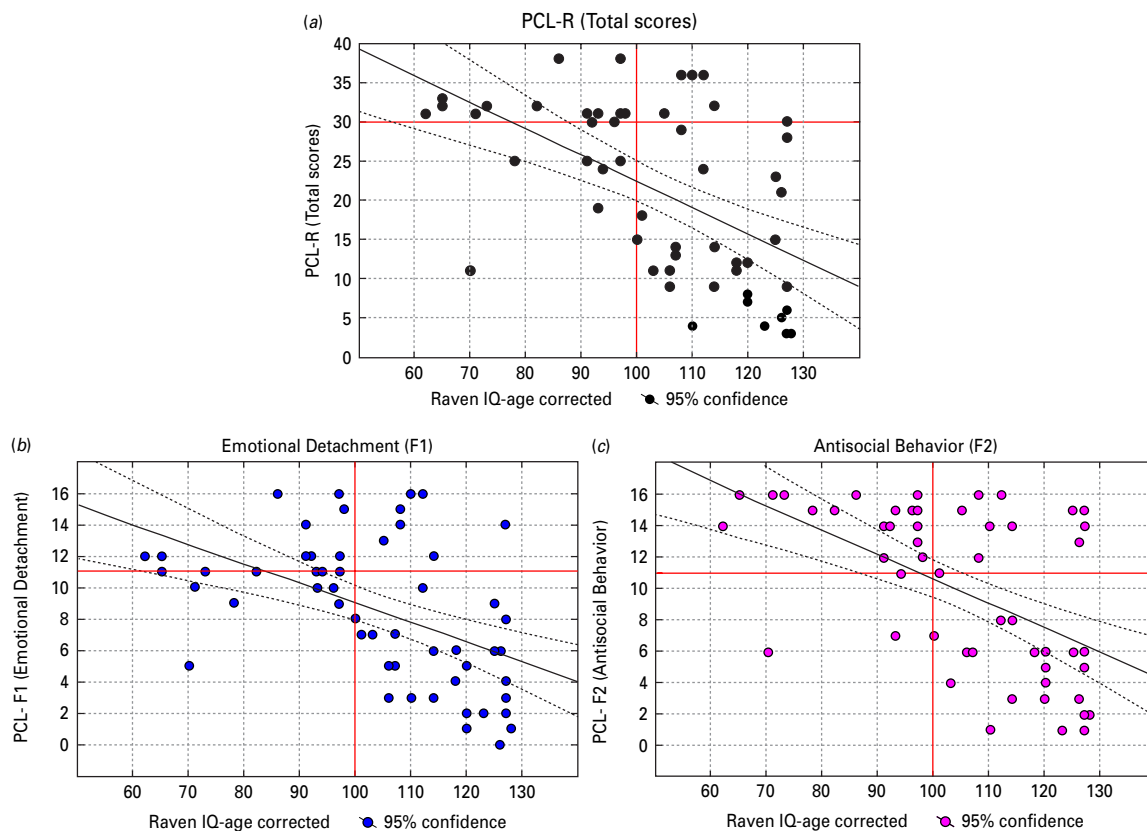 (a) PCL-R (Total scores)
PCL-R (Total scores)
40
35
30
25
20
15
10
5
0
60 70 80 90 100 110 120 130
Raven IQ-age corrected 95% confidence
(b) Emotional Detachment (F1)
PCL- F1 (Emotional Detachment)
16
14
12
10
8
6
4
2
0
60 70 80 90 100 110 120 130
Raven IQ-age corrected 95% confidence
(c) Antisocial Behavior (F2)
PCL- F2 (Antisocial Behavior)
16
14
12
10
8
6
4
2
0
60 70 80 90 100 110 120 130
Raven IQ-age corrected 95% confidence